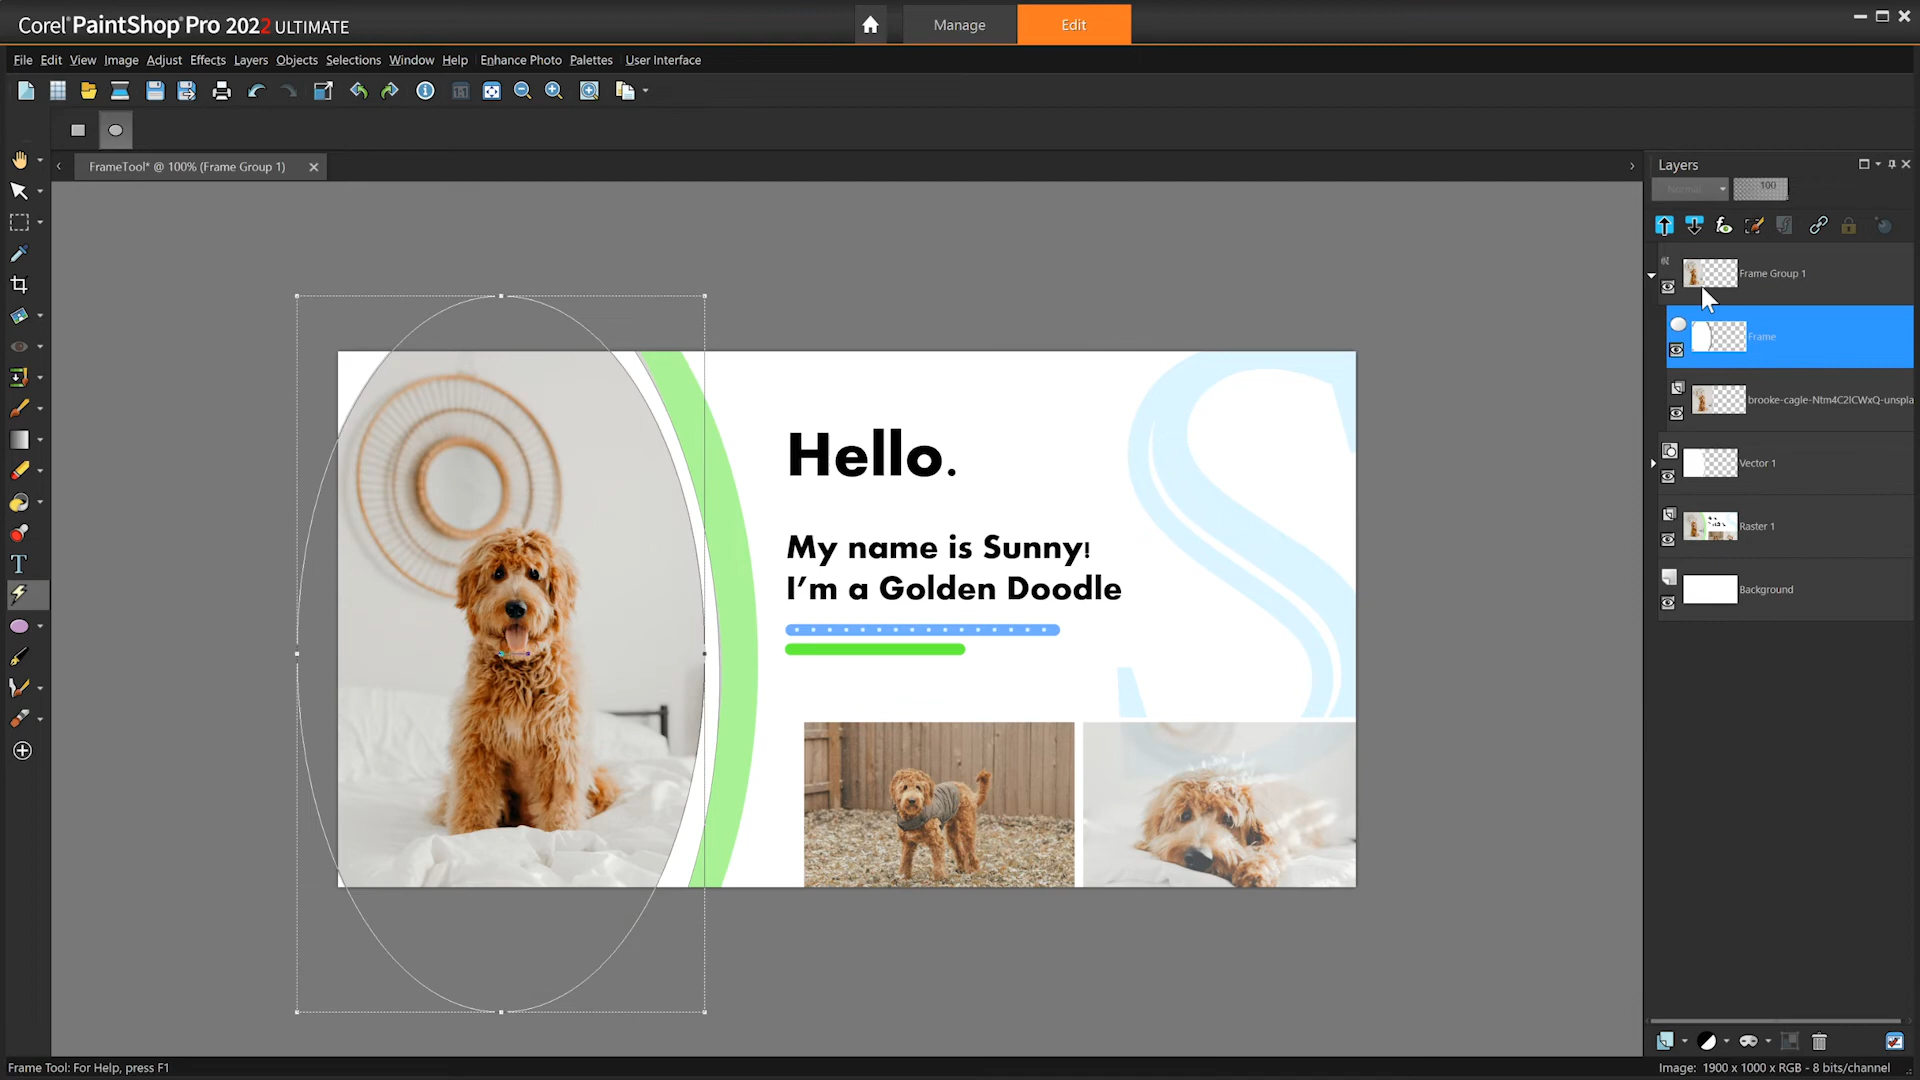 Corel PaintShop Pro 2022 ULTIMATE
Manage
Edit
File Edit View Image Adjust Effects Layers Objects Selections Window Help Enhance Photo Palettes User Interface
FrameTool* @ 100% (Frame Group 1)
Layers
Normal
100
Frame Group 1
Frame
brooke-cagle-Ntm4C2lCWxQ-unspla
Vector 1
Raster 1
Background
Hello.
My name is Sunny!
I’m a Golden Doodle
S
Frame Tool: For Help, press F1
Image: 1900 x 1000 x RGB - 8 bits/channel